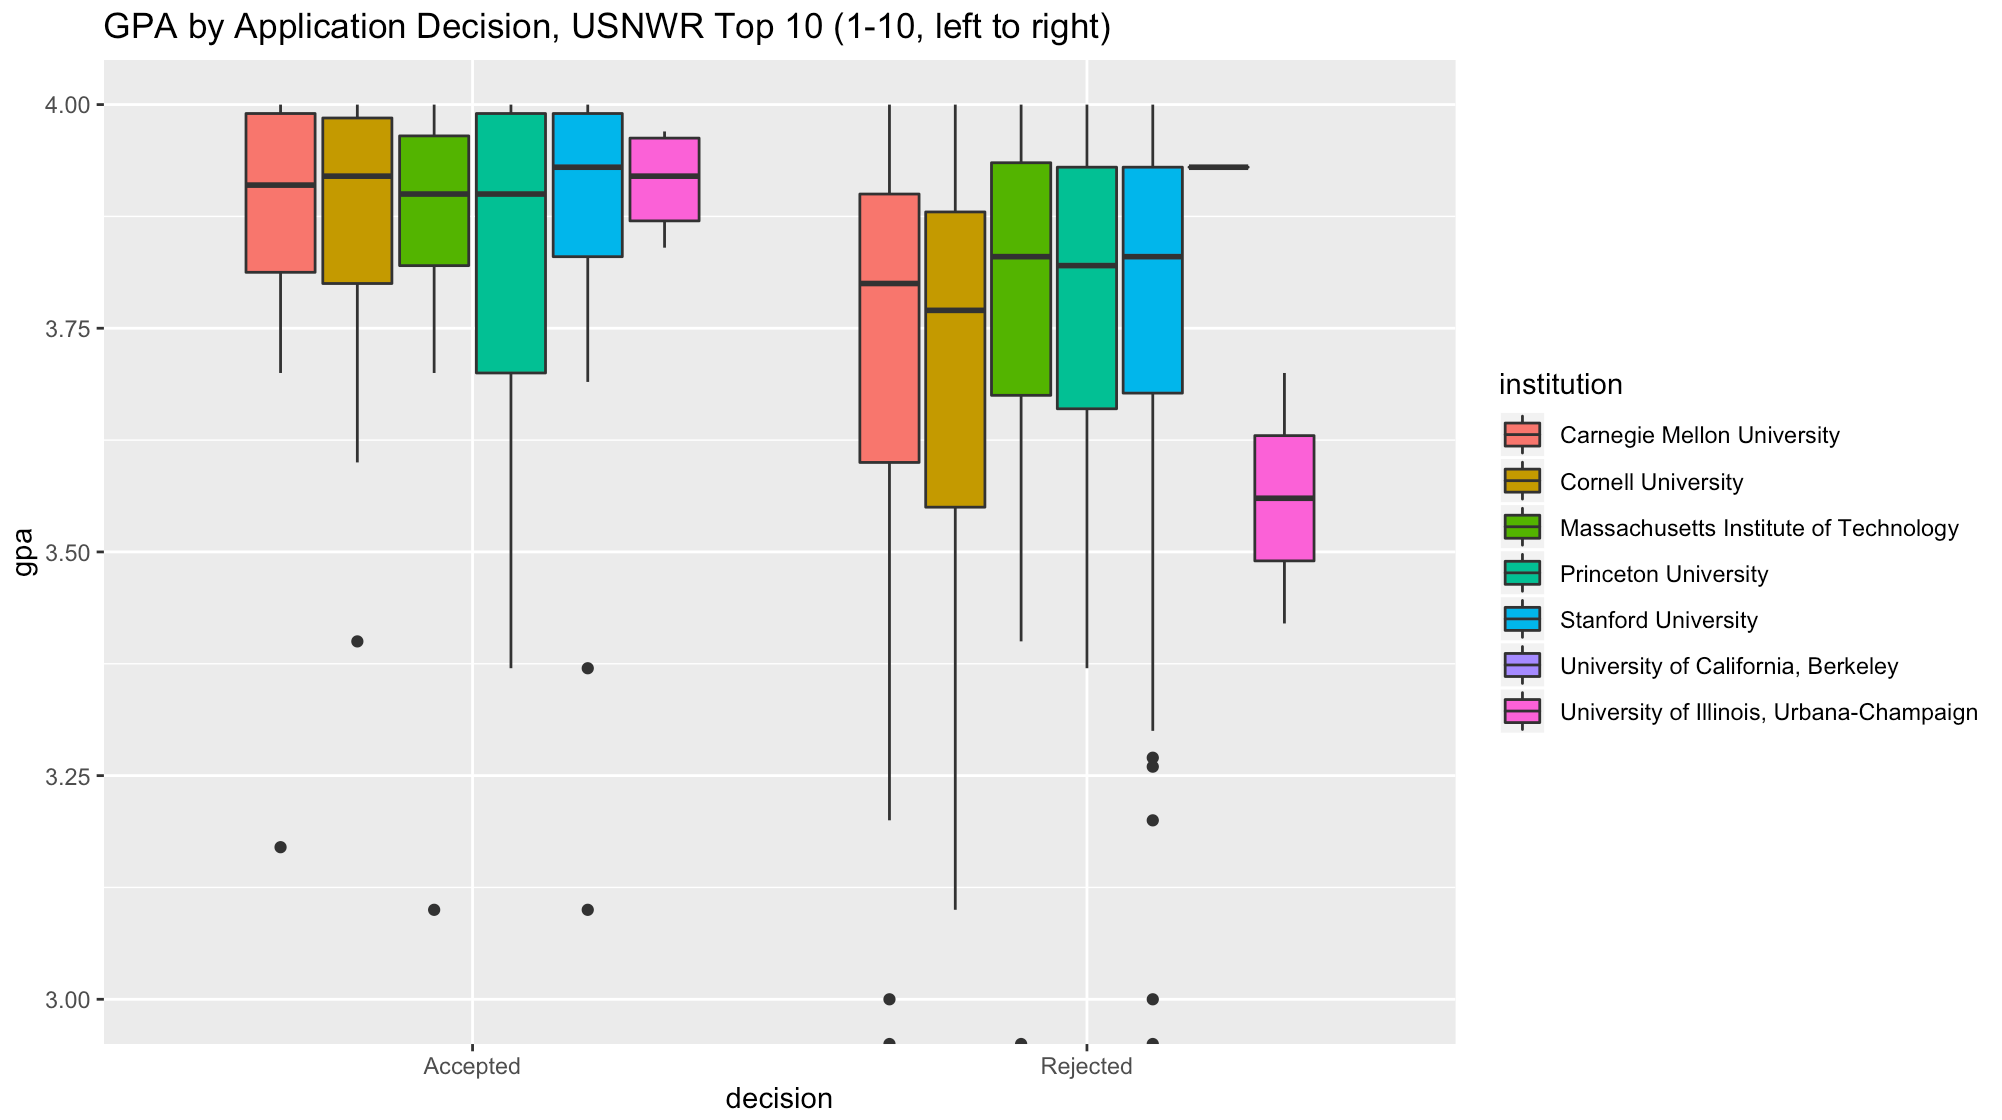 GPA by Application Decision, USNWR Top 10 (1-10, left to right)
4.00
3.75
3.50
3.25
3.00
gpa
Accepted
Rejected
decision
institution
Carnegie Mellon University
Cornell University
Massachusetts Institute of Technology
Princeton University
Stanford University
University of California, Berkeley
University of Illinois, Urbana-Champaign